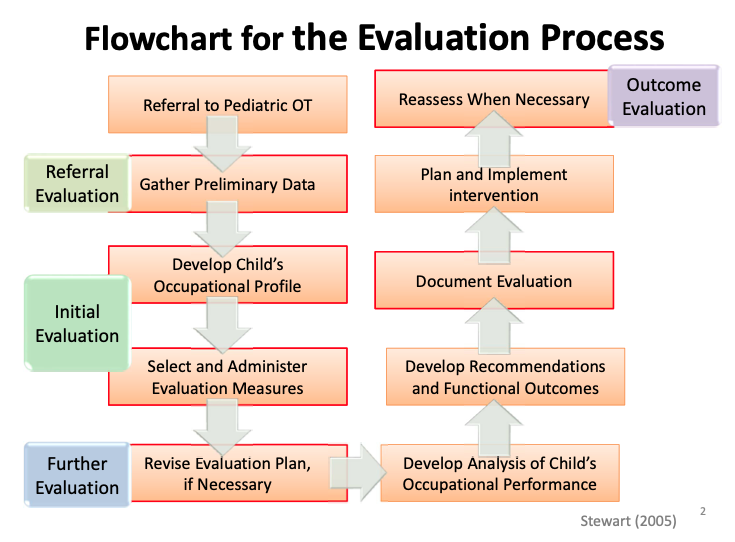 Flowchart for the Evaluation Process
Referral to Pediatric OT
Referral
Evaluation
Gather Preliminary Data
Develop Child's
Occupational Profile
Initial
Evaluation
Select and Administer
Evaluation Measures
Further
Evaluation
Revise Evaluation Plan,
if Necessary
Develop Analysis of Child's
Occupational Performance
Develop Recommendations
and Functional Outcomes
Document Evaluation
Plan and Implement
intervention
Reassess When Necessary
Outcome
Evaluation
Stewart (2005)
2